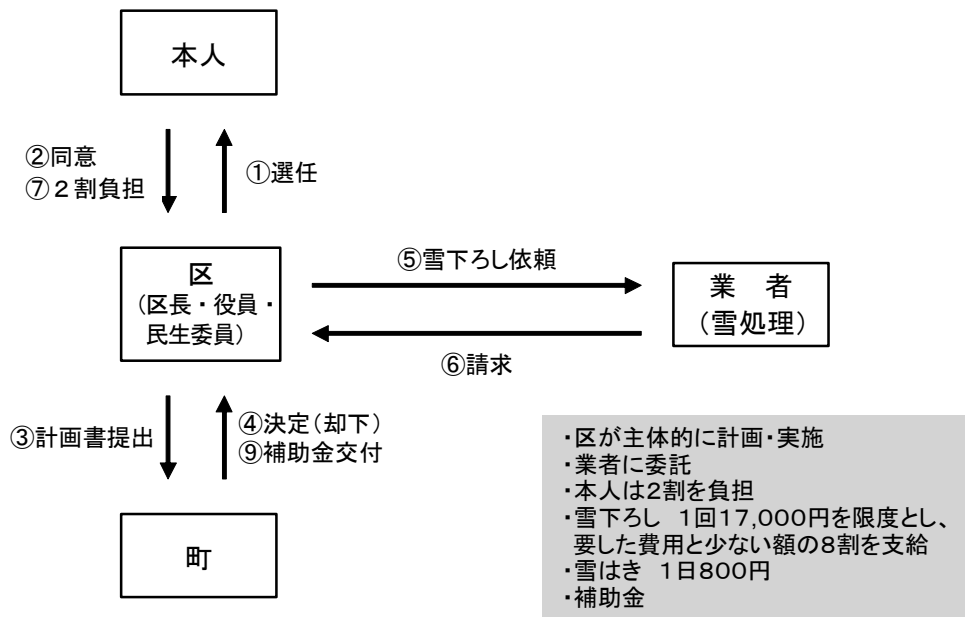 本人
②同意
⑦２割負担
①選任
区
（区長・役員・
民生委員）
⑤雪下ろし依頼
⑥請求
業　者
（雪処理）
③計画書提出
④決定（却下）
⑨補助金交付
町
・区が主体的に計画・実施
・業者に委託
・本人は２割を負担
・雪下ろし　１回17,000円を限度とし、
要した費用と少ない額の８割を支給
・雪はき　１日800円
・補助金